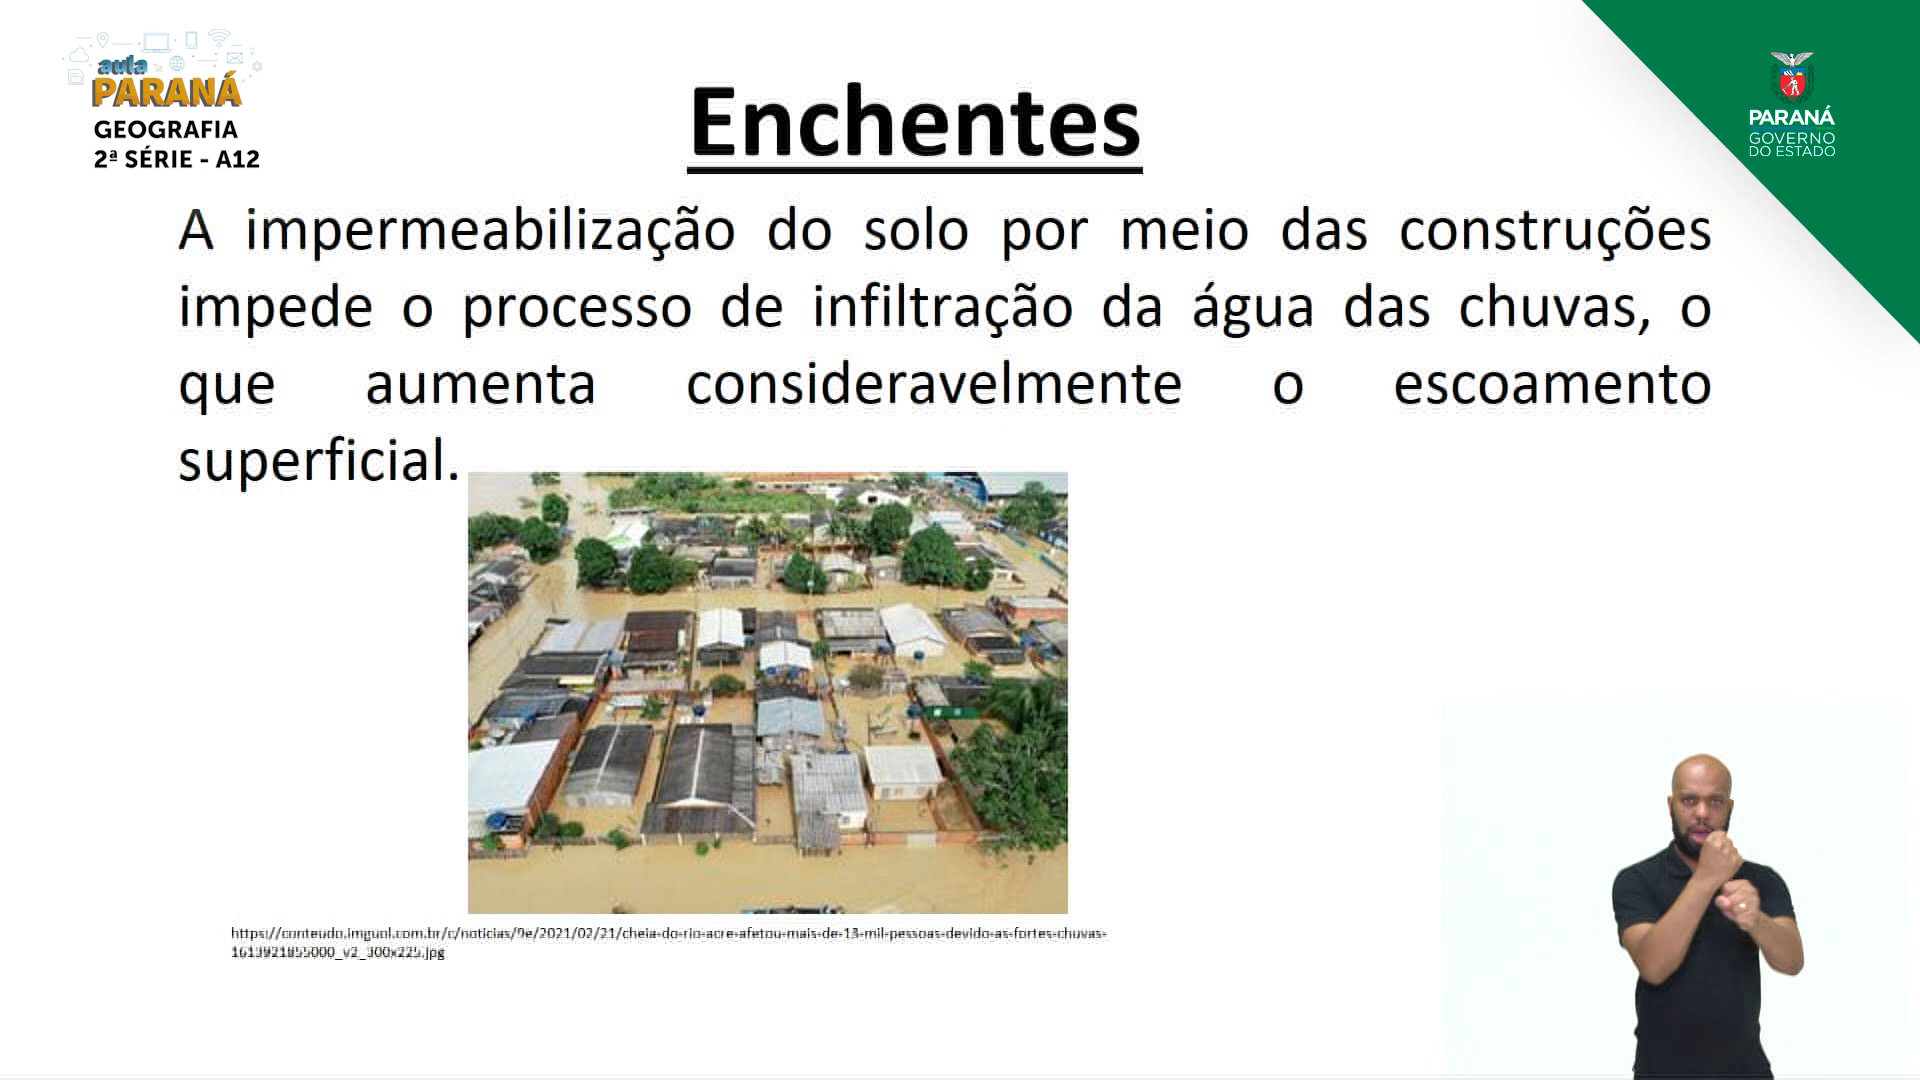 aula
PARANÁ
GEOGRAFIA
2ª SÉRIE - A12
Enchentes
PARANÁ
GOVERNO
DO ESTADO
A impermeabilização do solo por meio das construções
impede o processo de infiltração da água das chuvas, o
que aumenta consideravelmente o escoamento
superficial.
https://conteudo.imguol.com.br/c/noticias/9e/2021/02/21/cheia-do-rio-acre-afetou-mais-de-13-mil-pessoas-devido-as-fortes-chuvas-
1613921855000_v2_300x225.jpg